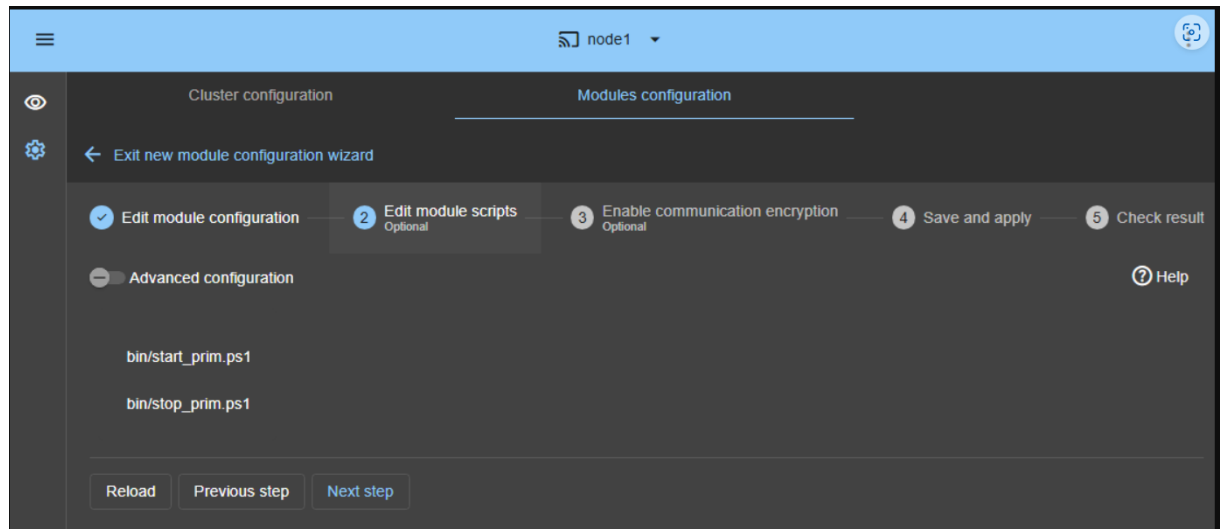 node1
Cluster configuration
Modules configuration
Exit new module configuration wizard
Edit module configuration
2
Edit module scripts
Optional
3
Enable communication encryption
Optional
4
Save and apply
5
Check result
Advanced configuration
? Help
bin/start_prim.ps1
bin/stop_prim.ps1
Reload
Previous step
Next step